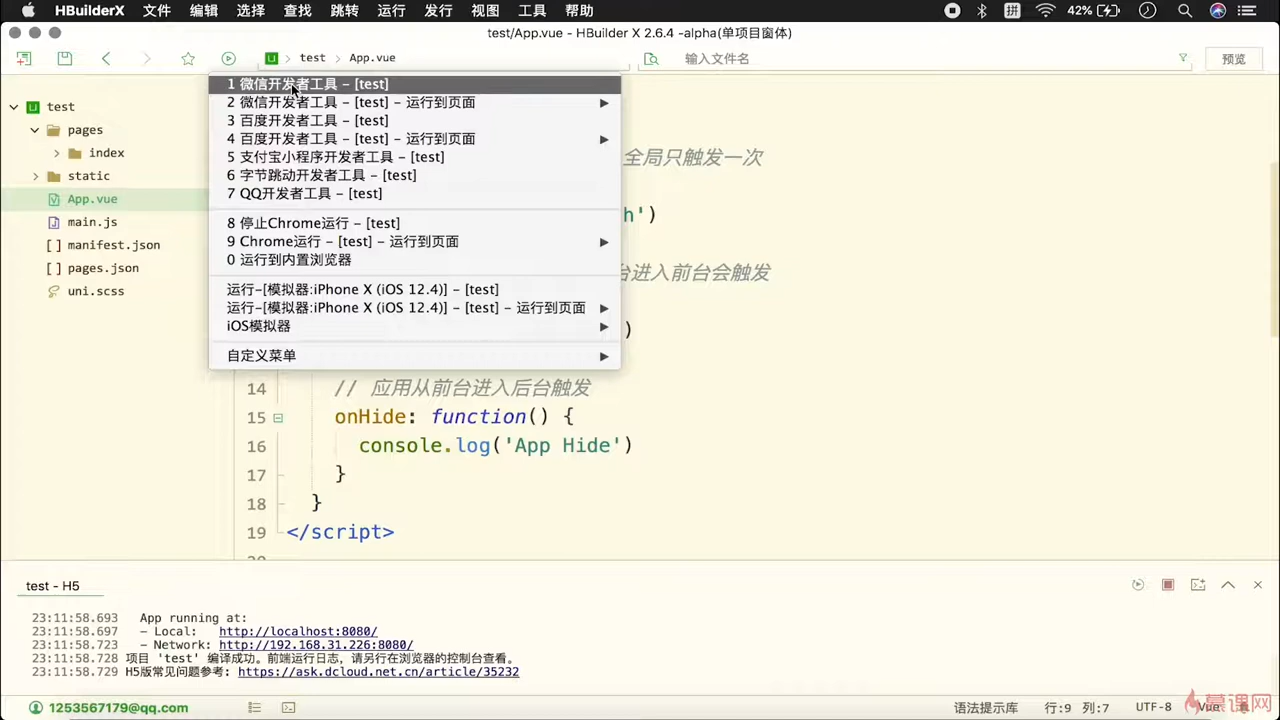 HBuilderX 文件 编辑 选择 查找 跳转 运行 发行 视图 工具 帮助 42%
test/App.vue - HBuilder X 2.6.4 -alpha(单项目窗体)
test App.vue 输入文件名 预览
1 微信开发者工具 - [test]
2 微信开发者工具 - [test] - 运行到页面
3 百度开发者工具 - [test]
4 百度开发者工具 - [test] - 运行到页面
5 支付宝小程序开发者工具 - [test]
6 字节跳动开发者工具 - [test]
7 QQ开发者工具 - [test]
8 停止Chrome运行 - [test]
9 Chrome运行 - [test] - 运行到页面
0 运行到内置浏览器
运行-[模拟器:iPhone X (iOS 12.4)] - [test]
运行-[模拟器:iPhone X (iOS 12.4)] - [test] - 运行到页面
iOS模拟器
自定义菜单
test
pages
index
static
App.vue
main.js
manifest.json
pages.json
uni.scss
全局只触发一次
h')
台进入前台会触发
)
14 // 应用从前台进入后台触发
15 onHide: function() {
16 console.log('App Hide')
17 }
18 }
19 </script>
test - H5
23:11:58.693 App running at:
23:11:58.697 - Local: http://localhost:8080/
23:11:58.723 - Network: http://192.168.31.226:8080/
23:11:58.728 项目 'test' 编译成功。前端运行日志，请另行在浏览器的控制台查看。
23:11:58.729 H5版常见问题参考: https://ask.dcloud.net.cn/article/35232
1253567179@qq.com 语法提示库 行:9 列:7 UTF-8 Vue
慕课网